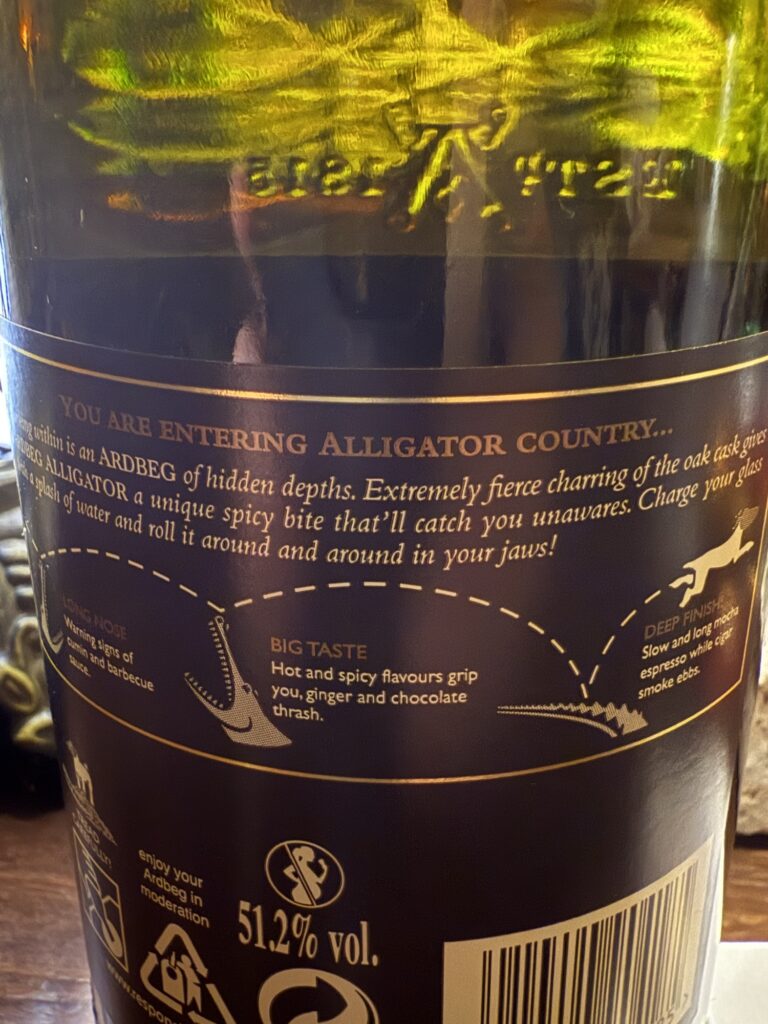 ESTD 1815
YOU ARE ENTERING ALLIGATOR COUNTRY...
within is an ARDBEG of hidden depths. Extremely fierce charring of the oak cask gives
ARDBEG ALLIGATOR a unique spicy bite that'll catch you unawares. Charge your glass
a splash of water and roll it around and around in your jaws!
LONG NOSE
Warning signs of
cumin and barbecue
sauce.
BIG TASTE
Hot and spicy flavours grip
you, ginger and chocolate
thrash.
DEEP FINISH
Slow and long mocha
espresso while cigar
smoke ebbs.
enjoy your
Ardbeg in
moderation
51.2% vol.